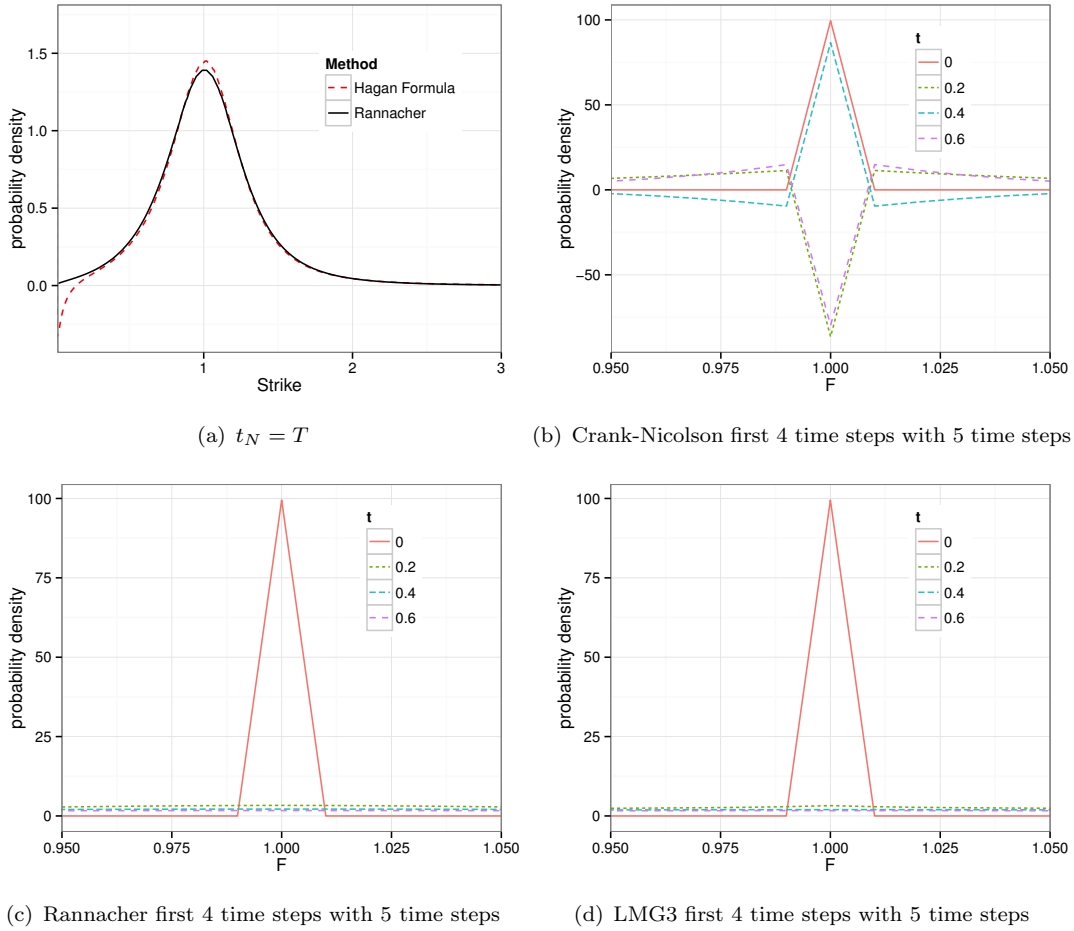 probability density
1.5
1.0
0.5
0.0
1
2
3
Strike
Method
Hagan Formula
Rannacher
(a) t_N = T
probability density
100
50
0
−50
0.950
0.975
1.000
1.025
1.050
F
t
0
0.2
0.4
0.6
(b) Crank-Nicolson first 4 time steps with 5 time steps
probability density
100
75
50
25
0
0.950
0.975
1.000
1.025
1.050
F
t
0
0.2
0.4
0.6
(c) Rannacher first 4 time steps with 5 time steps
probability density
100
75
50
25
0
0.950
0.975
1.000
1.025
1.050
F
t
0
0.2
0.4
0.6
(d) LMG3 first 4 time steps with 5 time steps